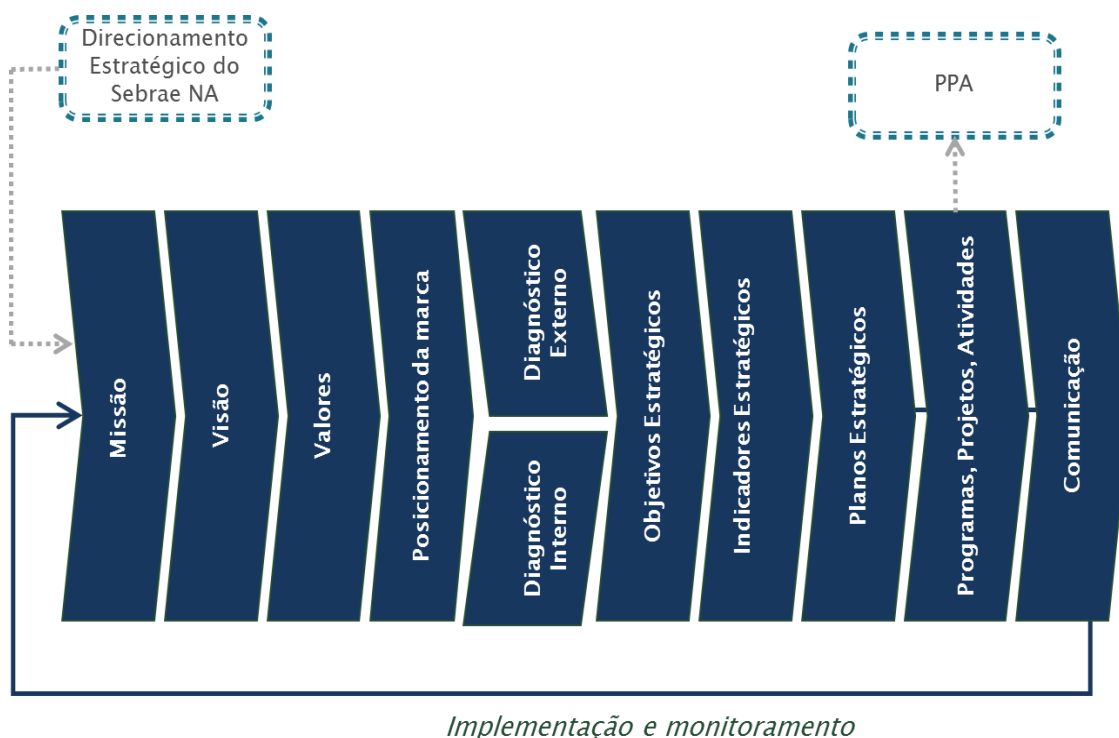 Direcionamento
Estratégico do
Sebrae NA
PPA
Missão
Visão
Valores
Posicionamento da marca
Diagnóstico
Externo
Diagnóstico
Interno
Objetivos Estratégicos
Indicadores Estratégicos
Planos Estratégicos
Programas, Projetos, Atividades
Comunicação
Implementação e monitoramento